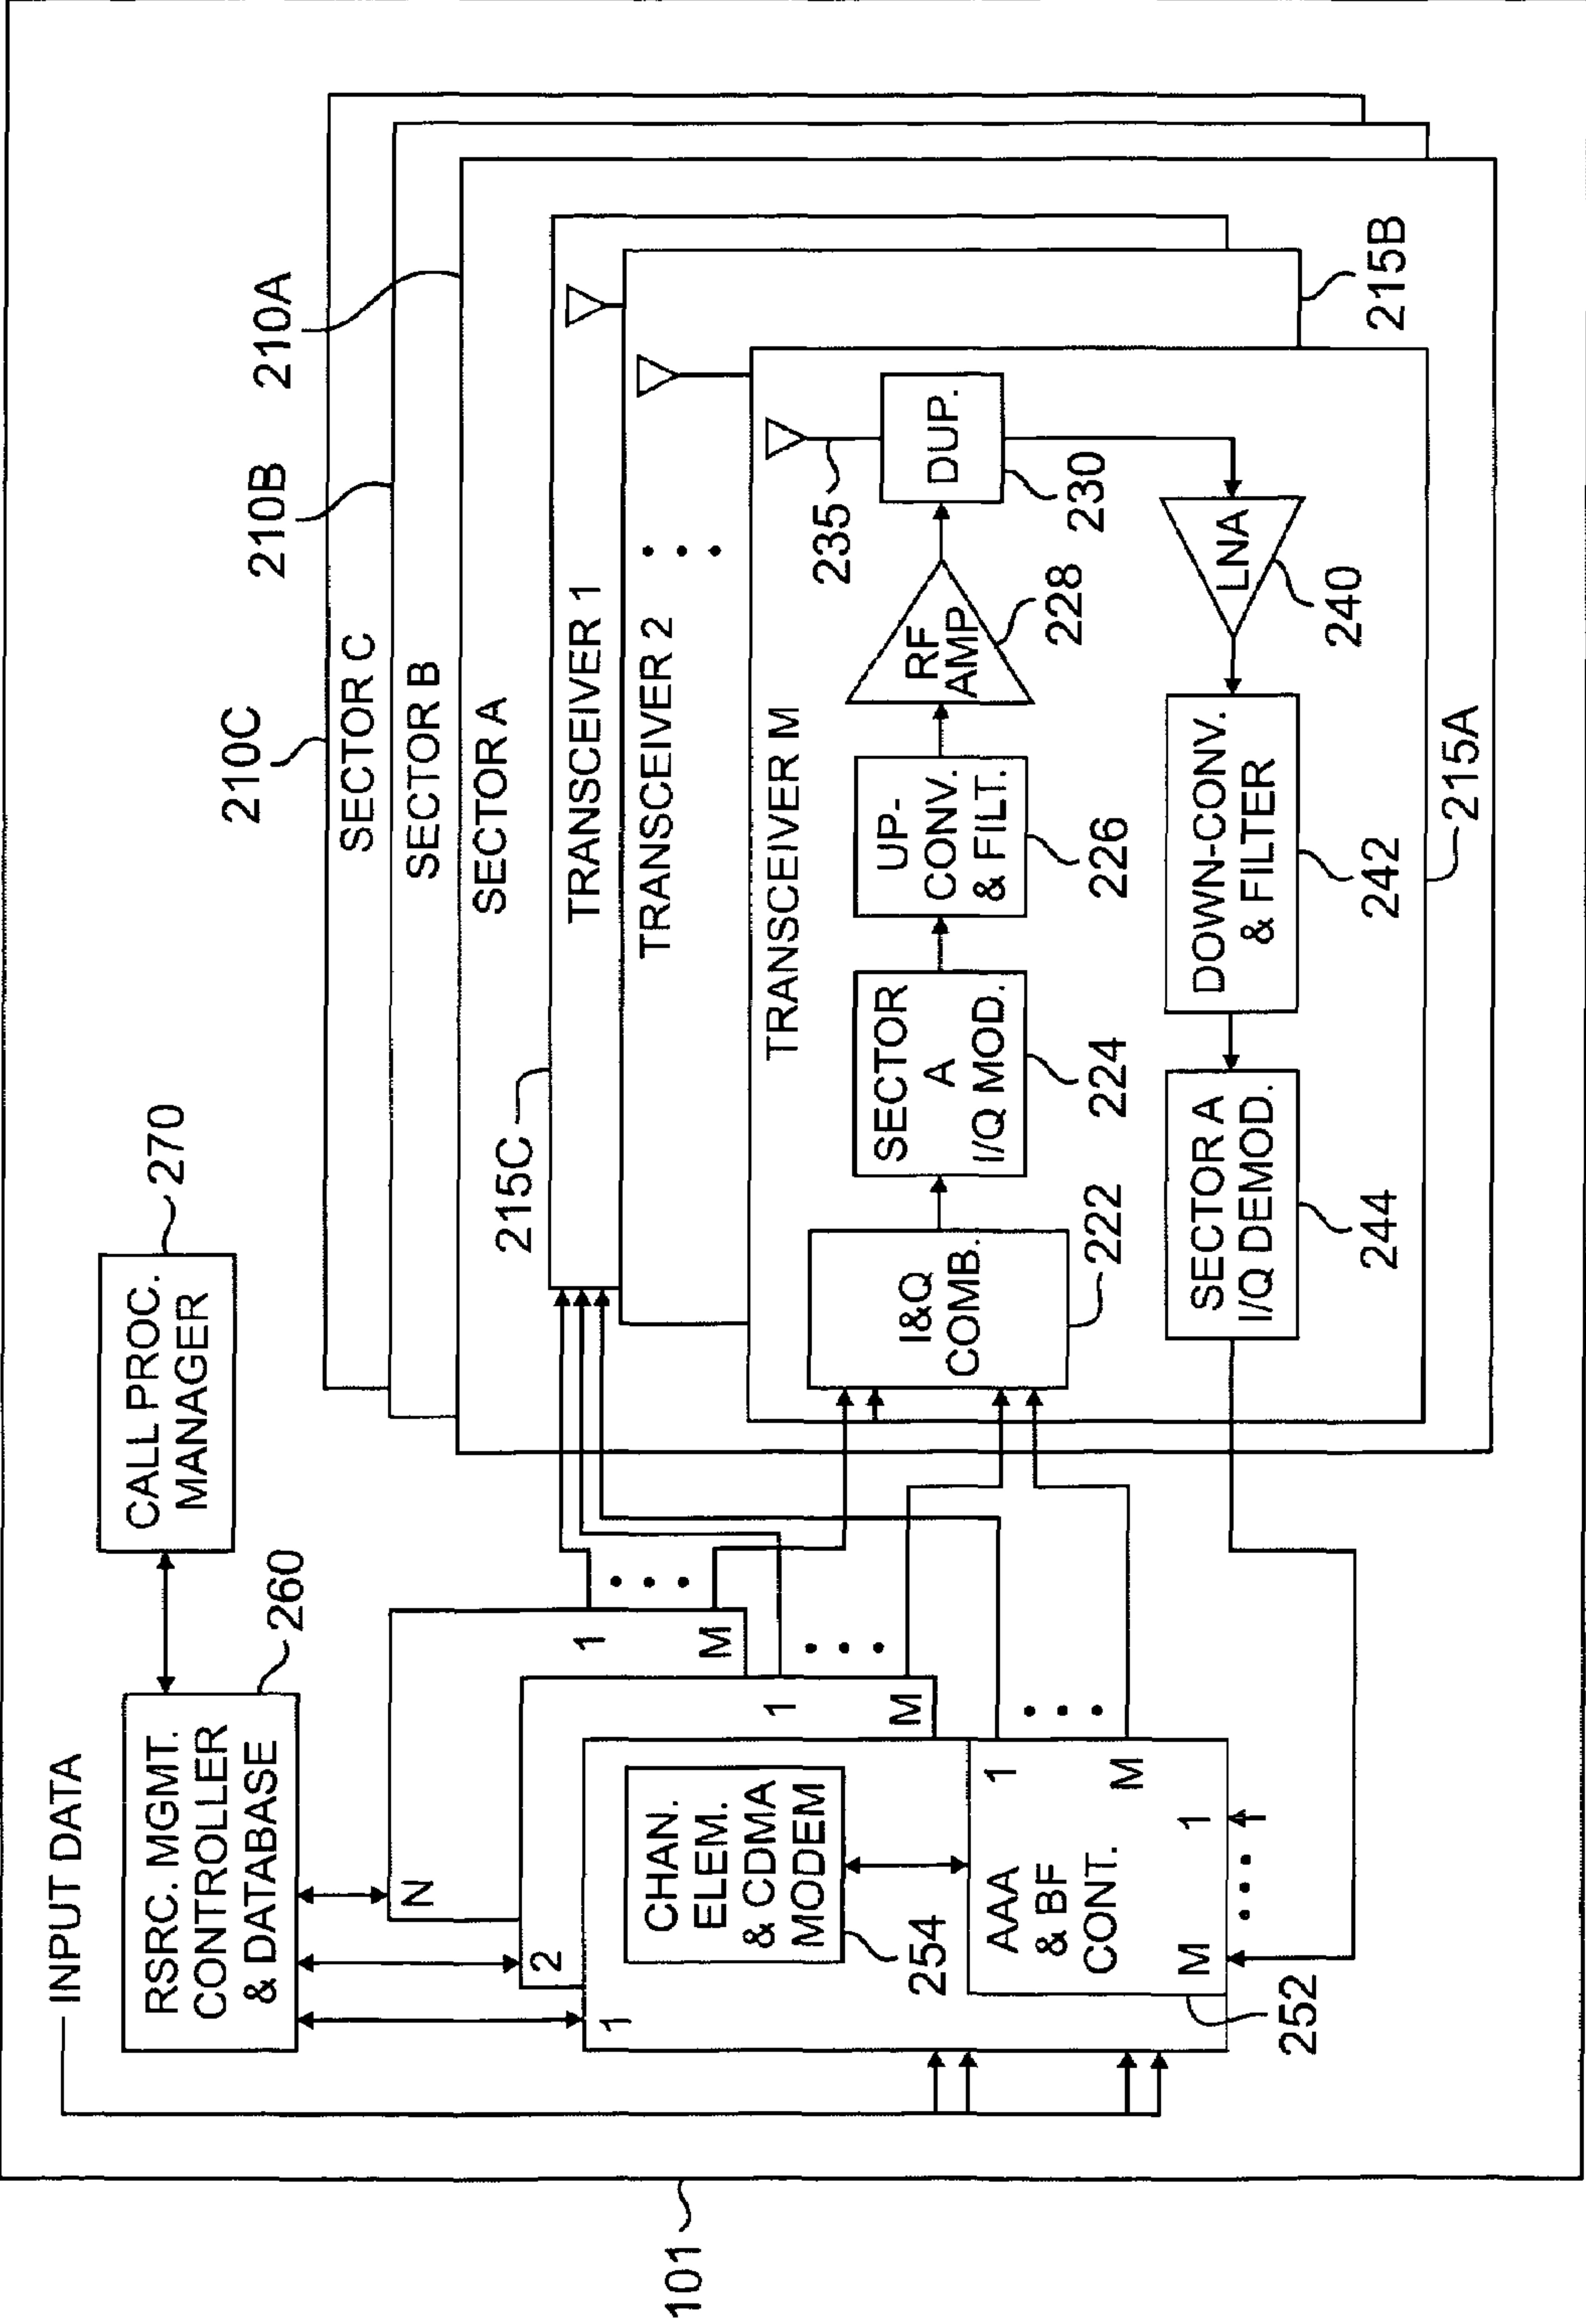 101
INPUT DATA
RSRC. MGMT.
CONTROLLER
& DATABASE
260
CALL PROC.
MANAGER
270
N
1
M
2
1
M
1
CHAN.
ELEM.
& CDMA
MODEM
254
AAA
& BF
CONT.
1
M
1
M
252
210C
210B
210A
SECTOR C
SECTOR B
SECTOR A
215C
TRANSCEIVER 1
TRANSCEIVER 2
TRANSCEIVER M
I&Q
COMB.
222
SECTOR
A
I/Q MOD.
224
UP-
CONV.
& FILT.
226
RF
AMP
228
235
DUP.
230
LNA
240
DOWN-CONV.
& FILTER
242
SECTOR A
I/Q DEMOD.
244
215B
215A